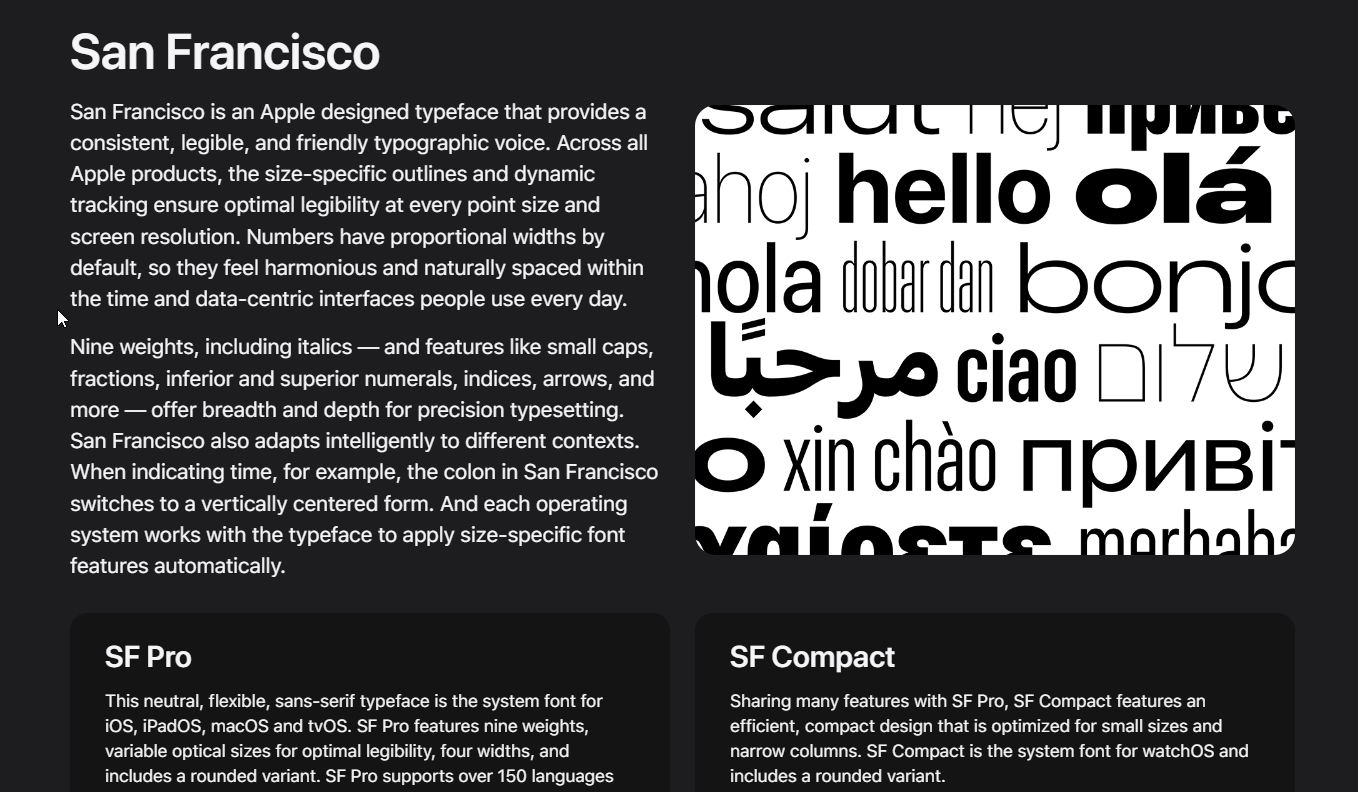 San Francisco
San Francisco is an Apple designed typeface that provides a
consistent, legible, and friendly typographic voice. Across all
Apple products, the size-specific outlines and dynamic
tracking ensure optimal legibility at every point size and
screen resolution. Numbers have proportional widths by
default, so they feel harmonious and naturally spaced within
the time and data-centric interfaces people use every day.
Nine weights, including italics — and features like small caps,
fractions, inferior and superior numerals, indices, arrows, and
more — offer breadth and depth for precision typesetting.
San Francisco also adapts intelligently to different contexts.
When indicating time, for example, the colon in San Francisco
switches to a vertically centered form. And each operating
system works with the typeface to apply size-specific font
features automatically.
salut hej приве
ahoj hello olá
hola dobar dan bonjo
مرحبًا ciao שלום
o xin chào привіт
χαίρετε merhaba
SF Pro
This neutral, flexible, sans-serif typeface is the system font for
iOS, iPadOS, macOS and tvOS. SF Pro features nine weights,
variable optical sizes for optimal legibility, four widths, and
includes a rounded variant. SF Pro supports over 150 languages
SF Compact
Sharing many features with SF Pro, SF Compact features an
efficient, compact design that is optimized for small sizes and
narrow columns. SF Compact is the system font for watchOS and
includes a rounded variant.